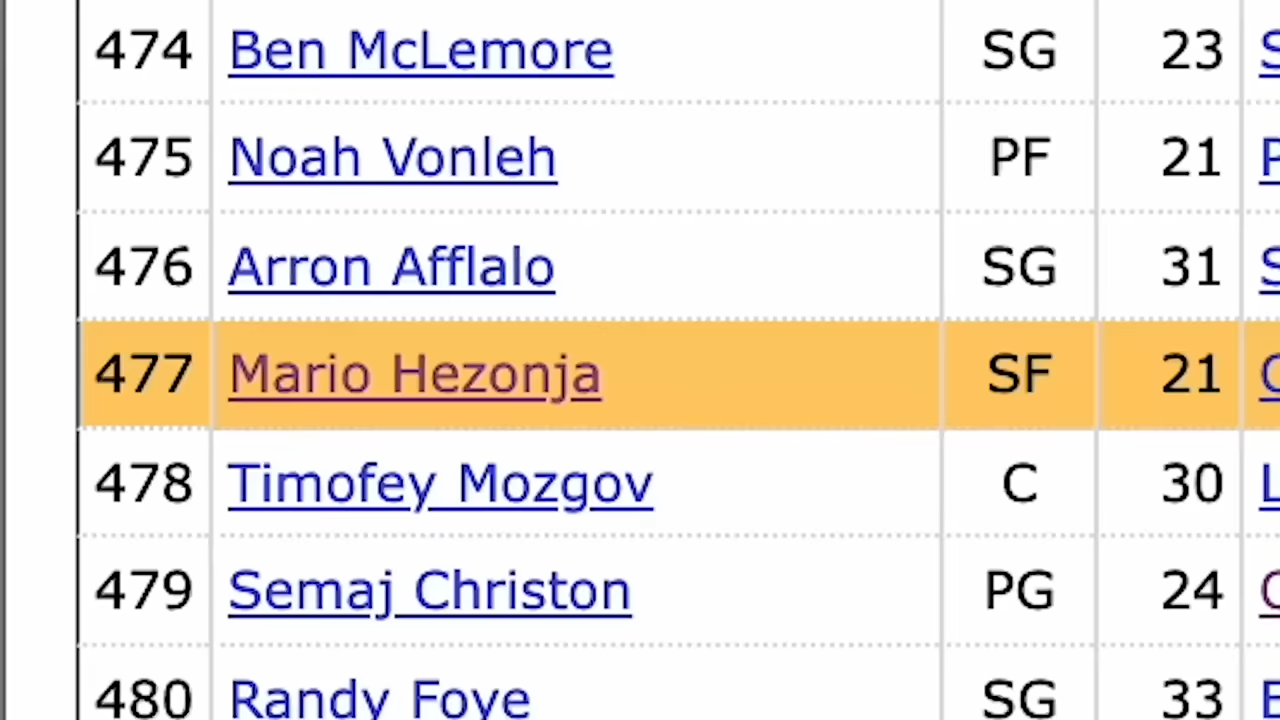 474 Ben McLemore SG 23 S
475 Noah Vonleh PF 21 P
476 Arron Afflalo SG 31 S
477 Mario Hezonja SF 21 O
478 Timofey Mozgov C 30 L
479 Semaj Christon PG 24 O
480 Randy Foye SG 33 B